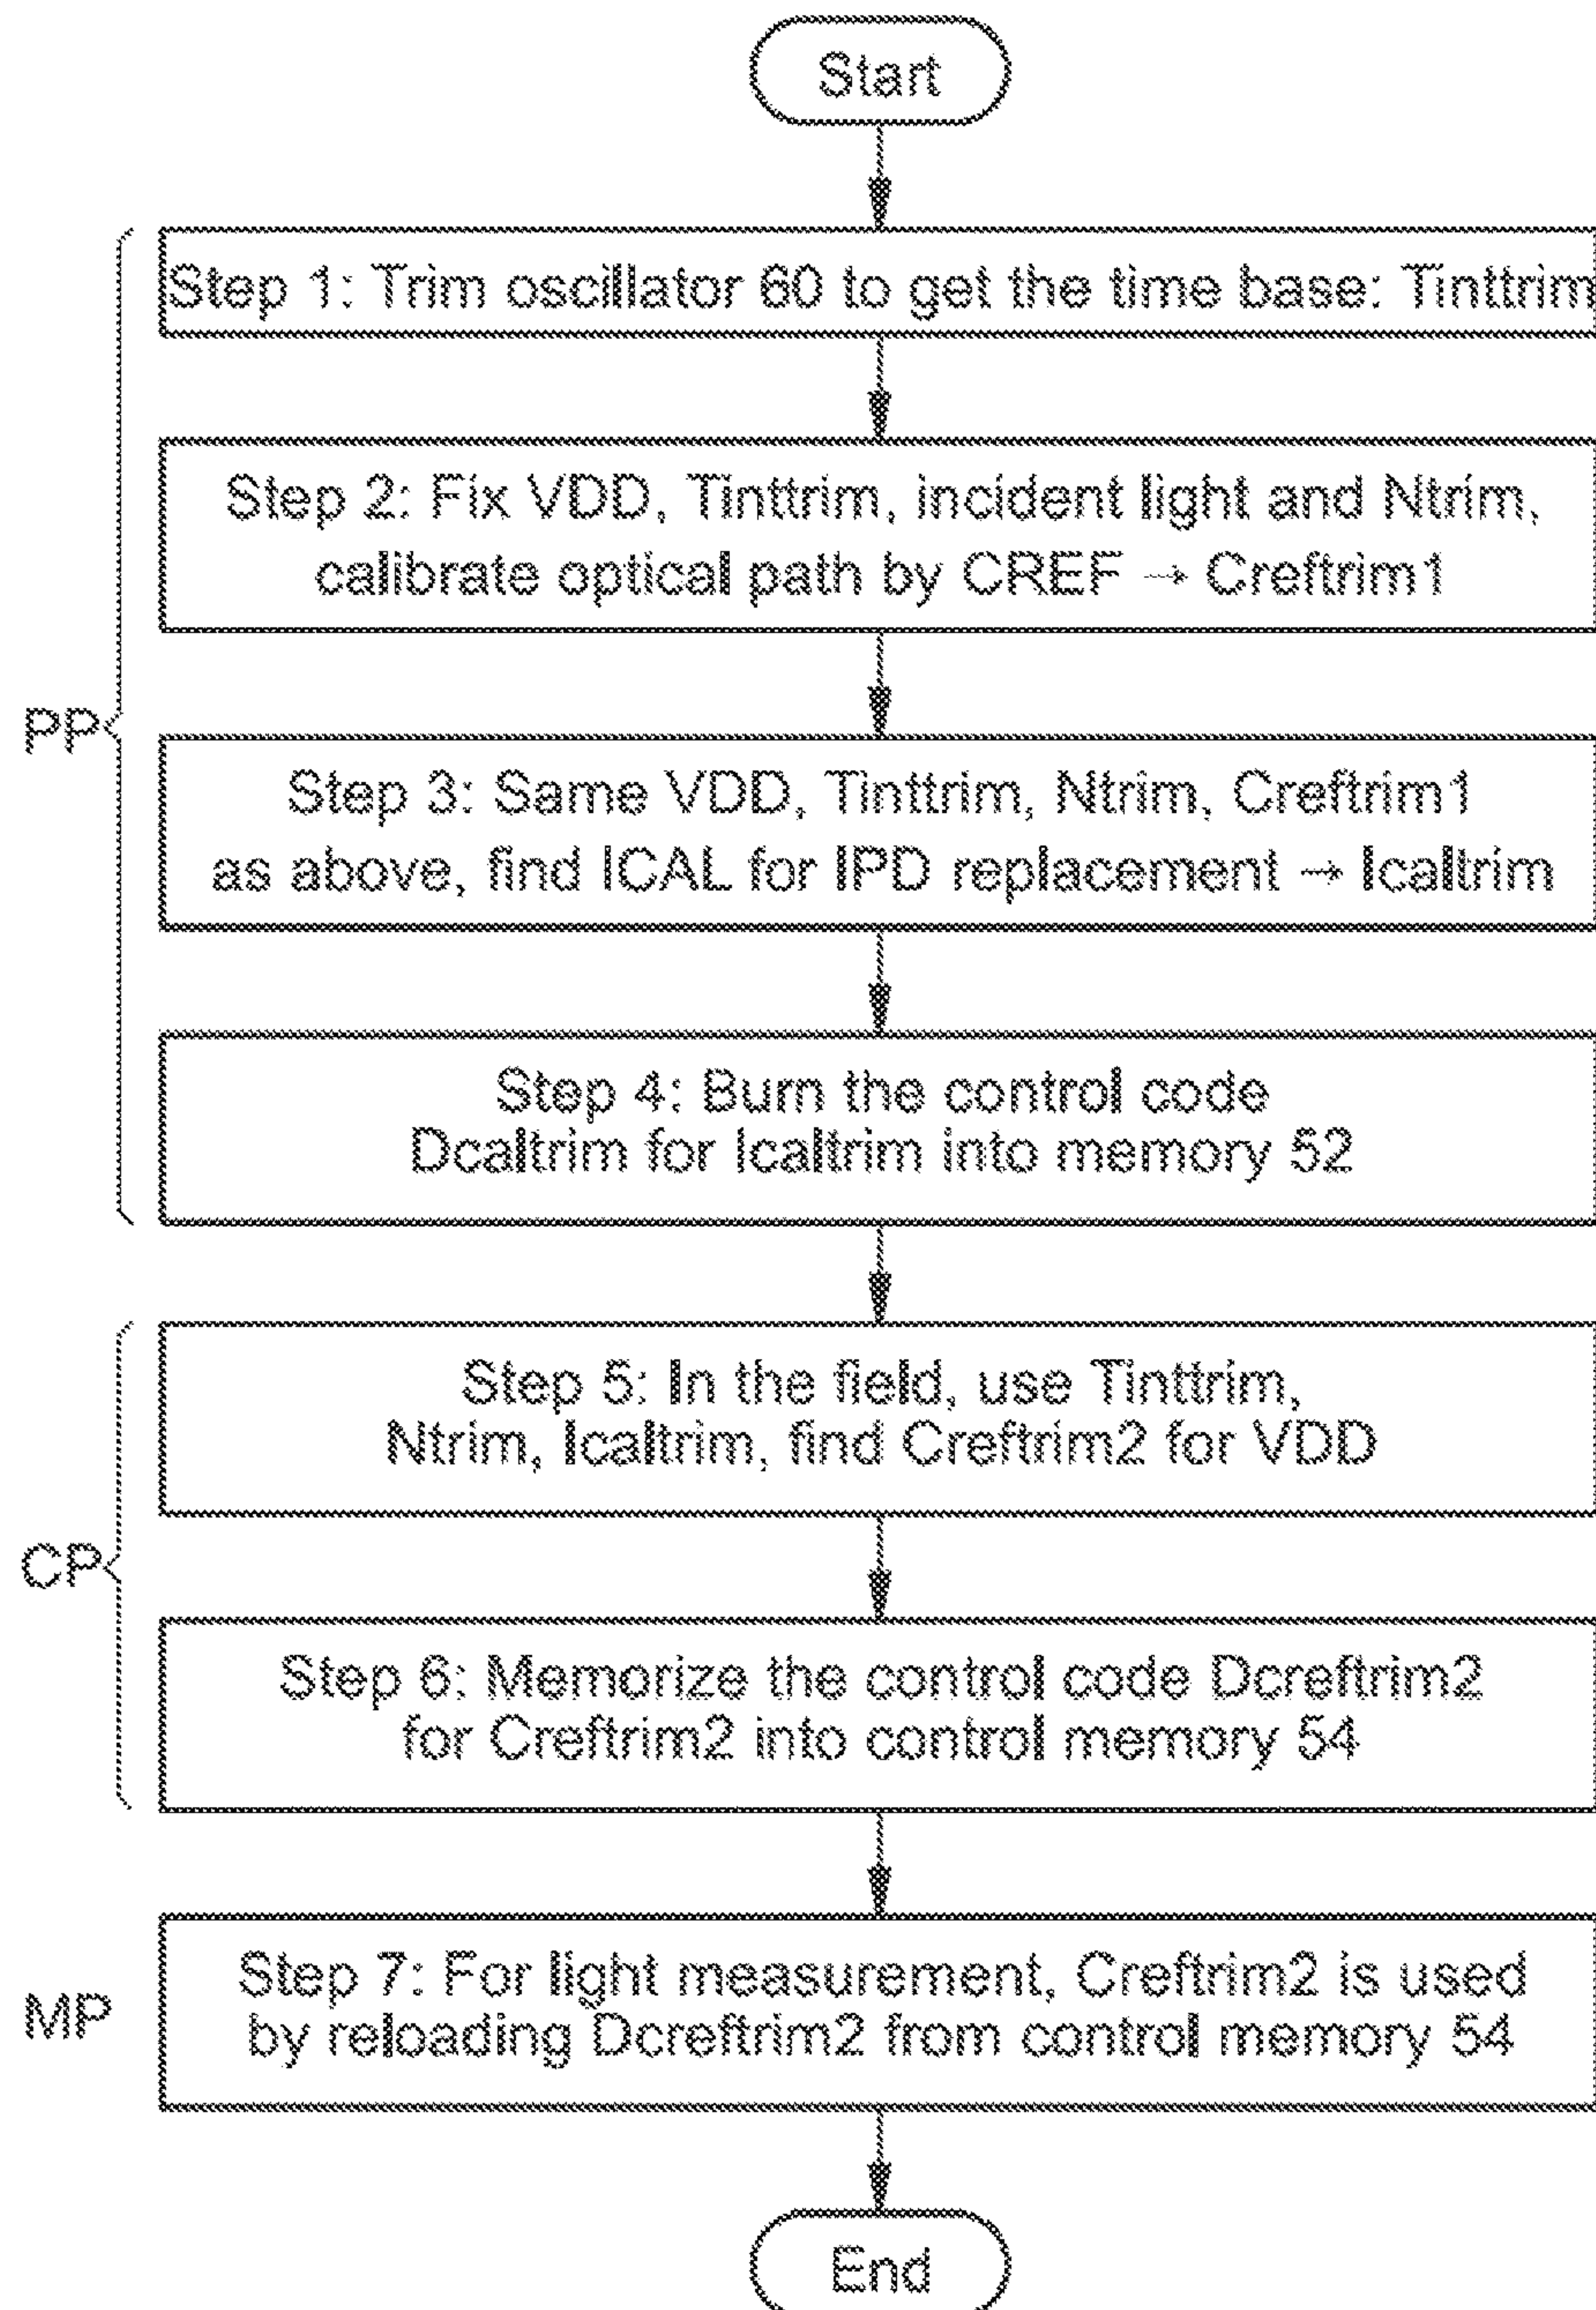 Start
Step 1: Trim oscillator 60 to get the time base: Tinttrim
Step 2: Fix VDD, Tinttrim, incident light and Ntrim,
calibrate optical path by CREF → Creftrim1
PP
Step 3: Same VDD, Tinttrim, Ntrim, Creftrim1
as above, find ICAL for IPD replacement → Icaltrim
Step 4: Burn the control code
Dcaltrim for Icaltrim into memory 52
Step 5: In the field, use Tinttrim,
Ntrim, Icaltrim, find Creftrim2 for VDD
CP
Step 6: Memorize the control code Dcreftrim2
for Creftrim2 into control memory 54
MP
Step 7: For light measurement, Creftrim2 is used
by reloading Dcreftrim2 from control memory 54
End